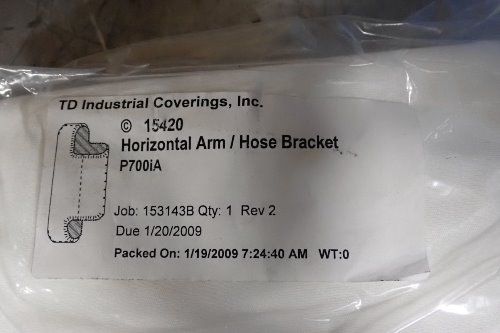 TD Industrial Coverings, Inc.
© 15420
Horizontal Arm / Hose Bracket
P700iA
Job: 153143B Qty: 1 Rev 2
Due 1/20/2009
Packed On: 1/19/2009 7:24:40 AM WT:0